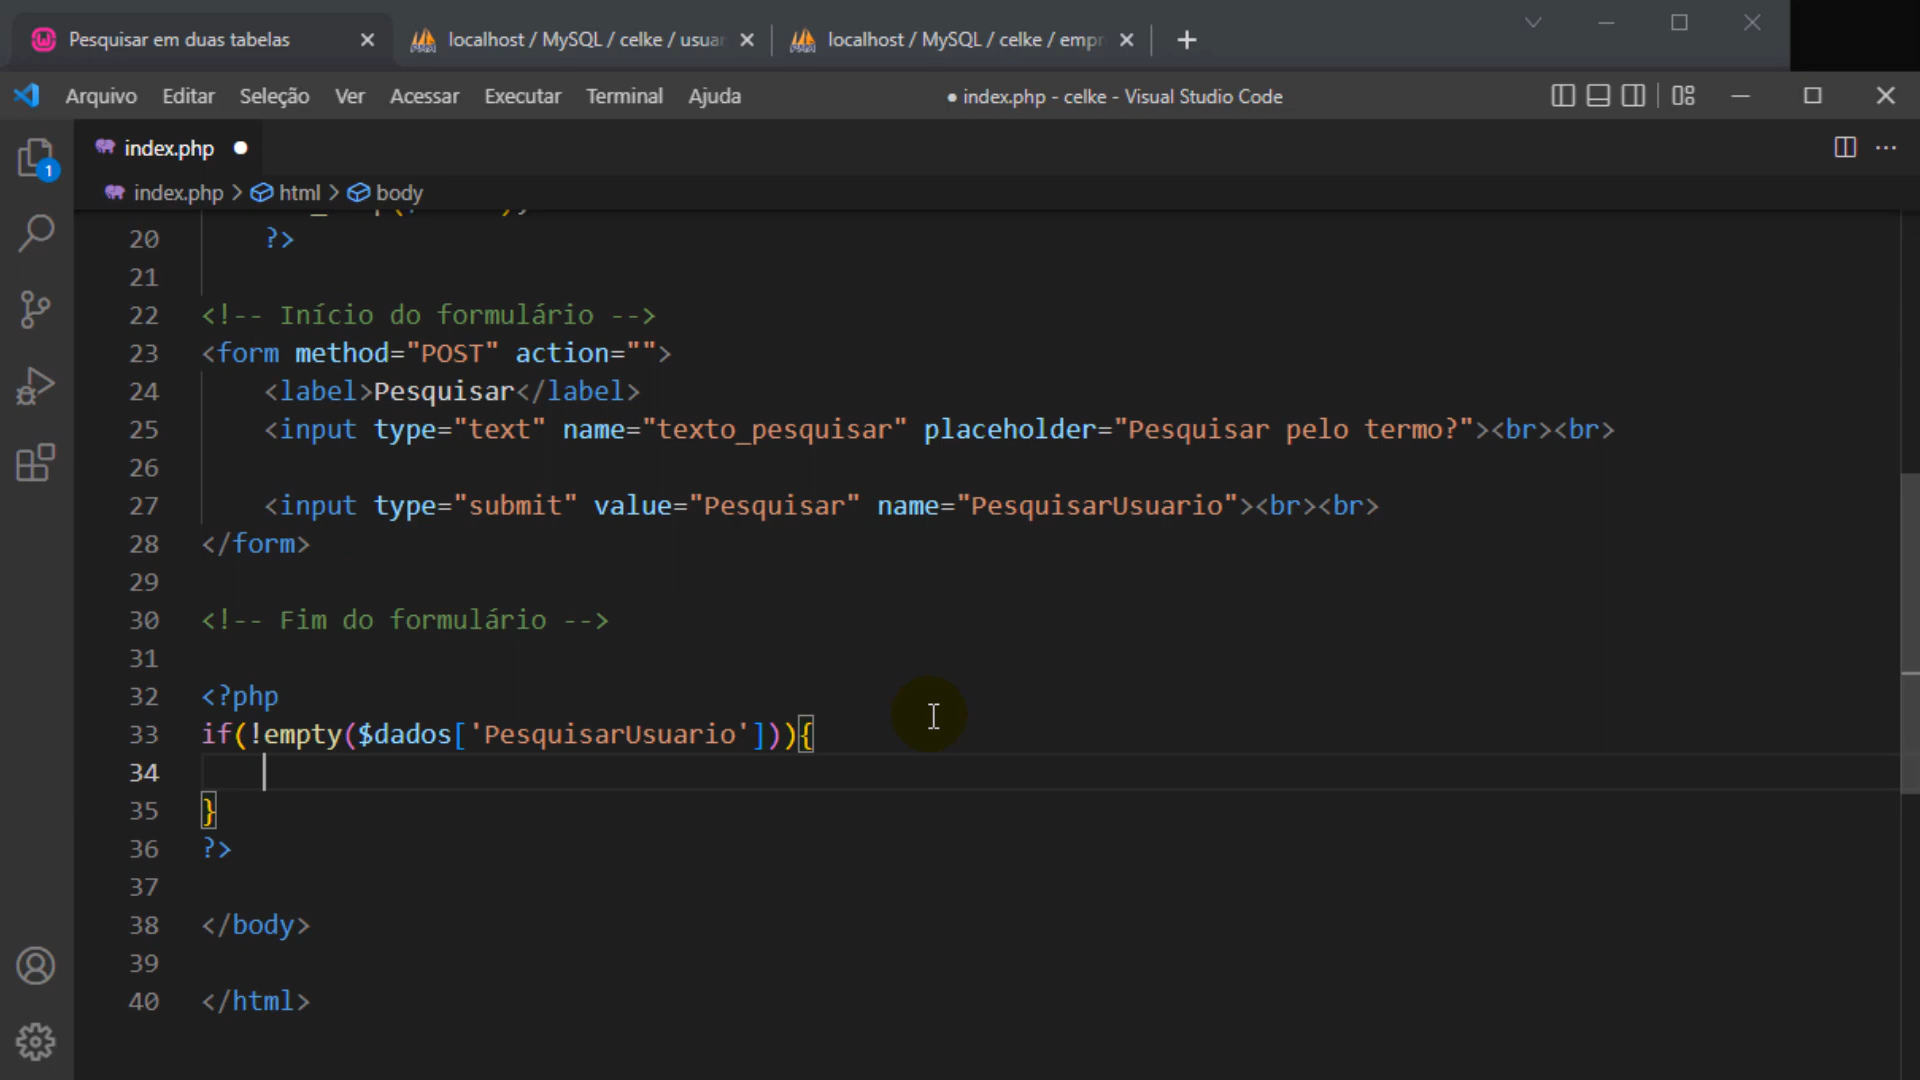 Pesquisar em duas tabelas
localhost / MySQL / celke / usuar
localhost / MySQL / celke / empr
Arquivo Editar Seleção Ver Acessar Executar Terminal Ajuda
● index.php - celke - Visual Studio Code
index.php
1
index.php > html > body
20 ?>
21
22 <!-- Início do formulário -->
23 <form method="POST" action="">
24 <label>Pesquisar</label>
25 <input type="text" name="texto_pesquisar" placeholder="Pesquisar pelo termo?"><br><br>
26
27 <input type="submit" value="Pesquisar" name="PesquisarUsuario"><br><br>
28 </form>
29
30 <!-- Fim do formulário -->
31
32 <?php
33 if(!empty($dados['PesquisarUsuario'])){
34
35 }
36 ?>
37
38 </body>
39
40 </html>